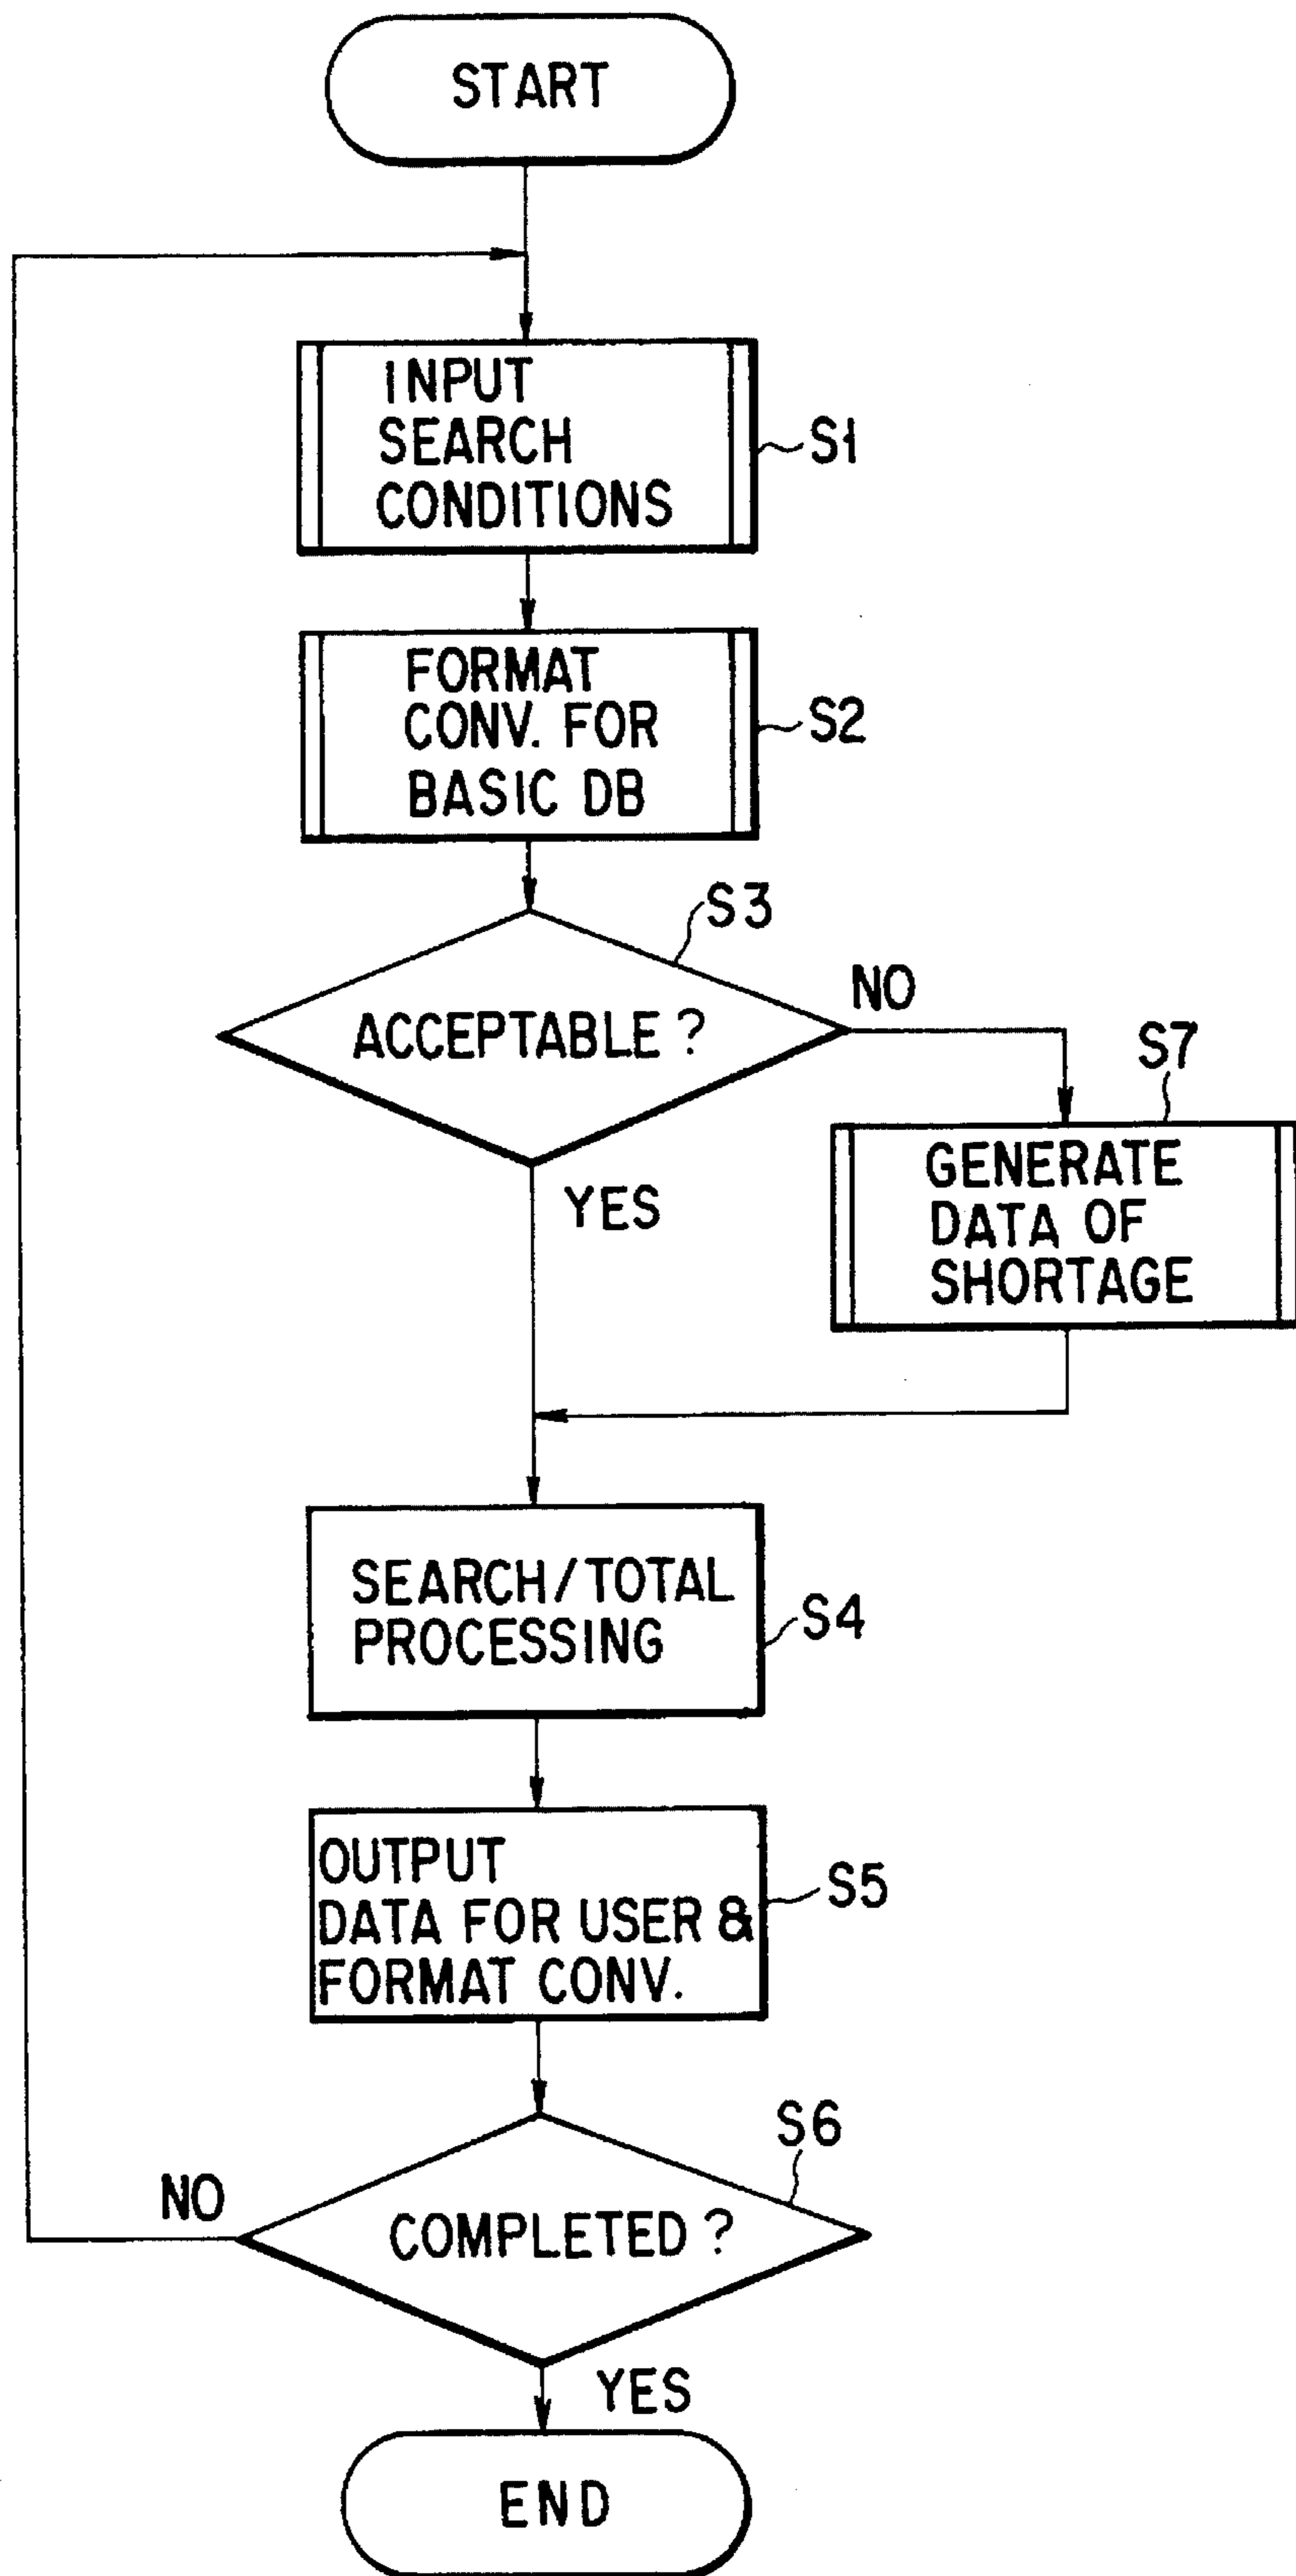 START
INPUT
SEARCH
CONDITIONS
S1
FORMAT
CONV. FOR
BASIC DB
S2
S3
ACCEPTABLE ?
NO
S7
YES
GENERATE
DATA OF
SHORTAGE
SEARCH/TOTAL
PROCESSING
S4
OUTPUT
DATA FOR USER &
FORMAT CONV.
S5
S6
NO
COMPLETED ?
YES
END